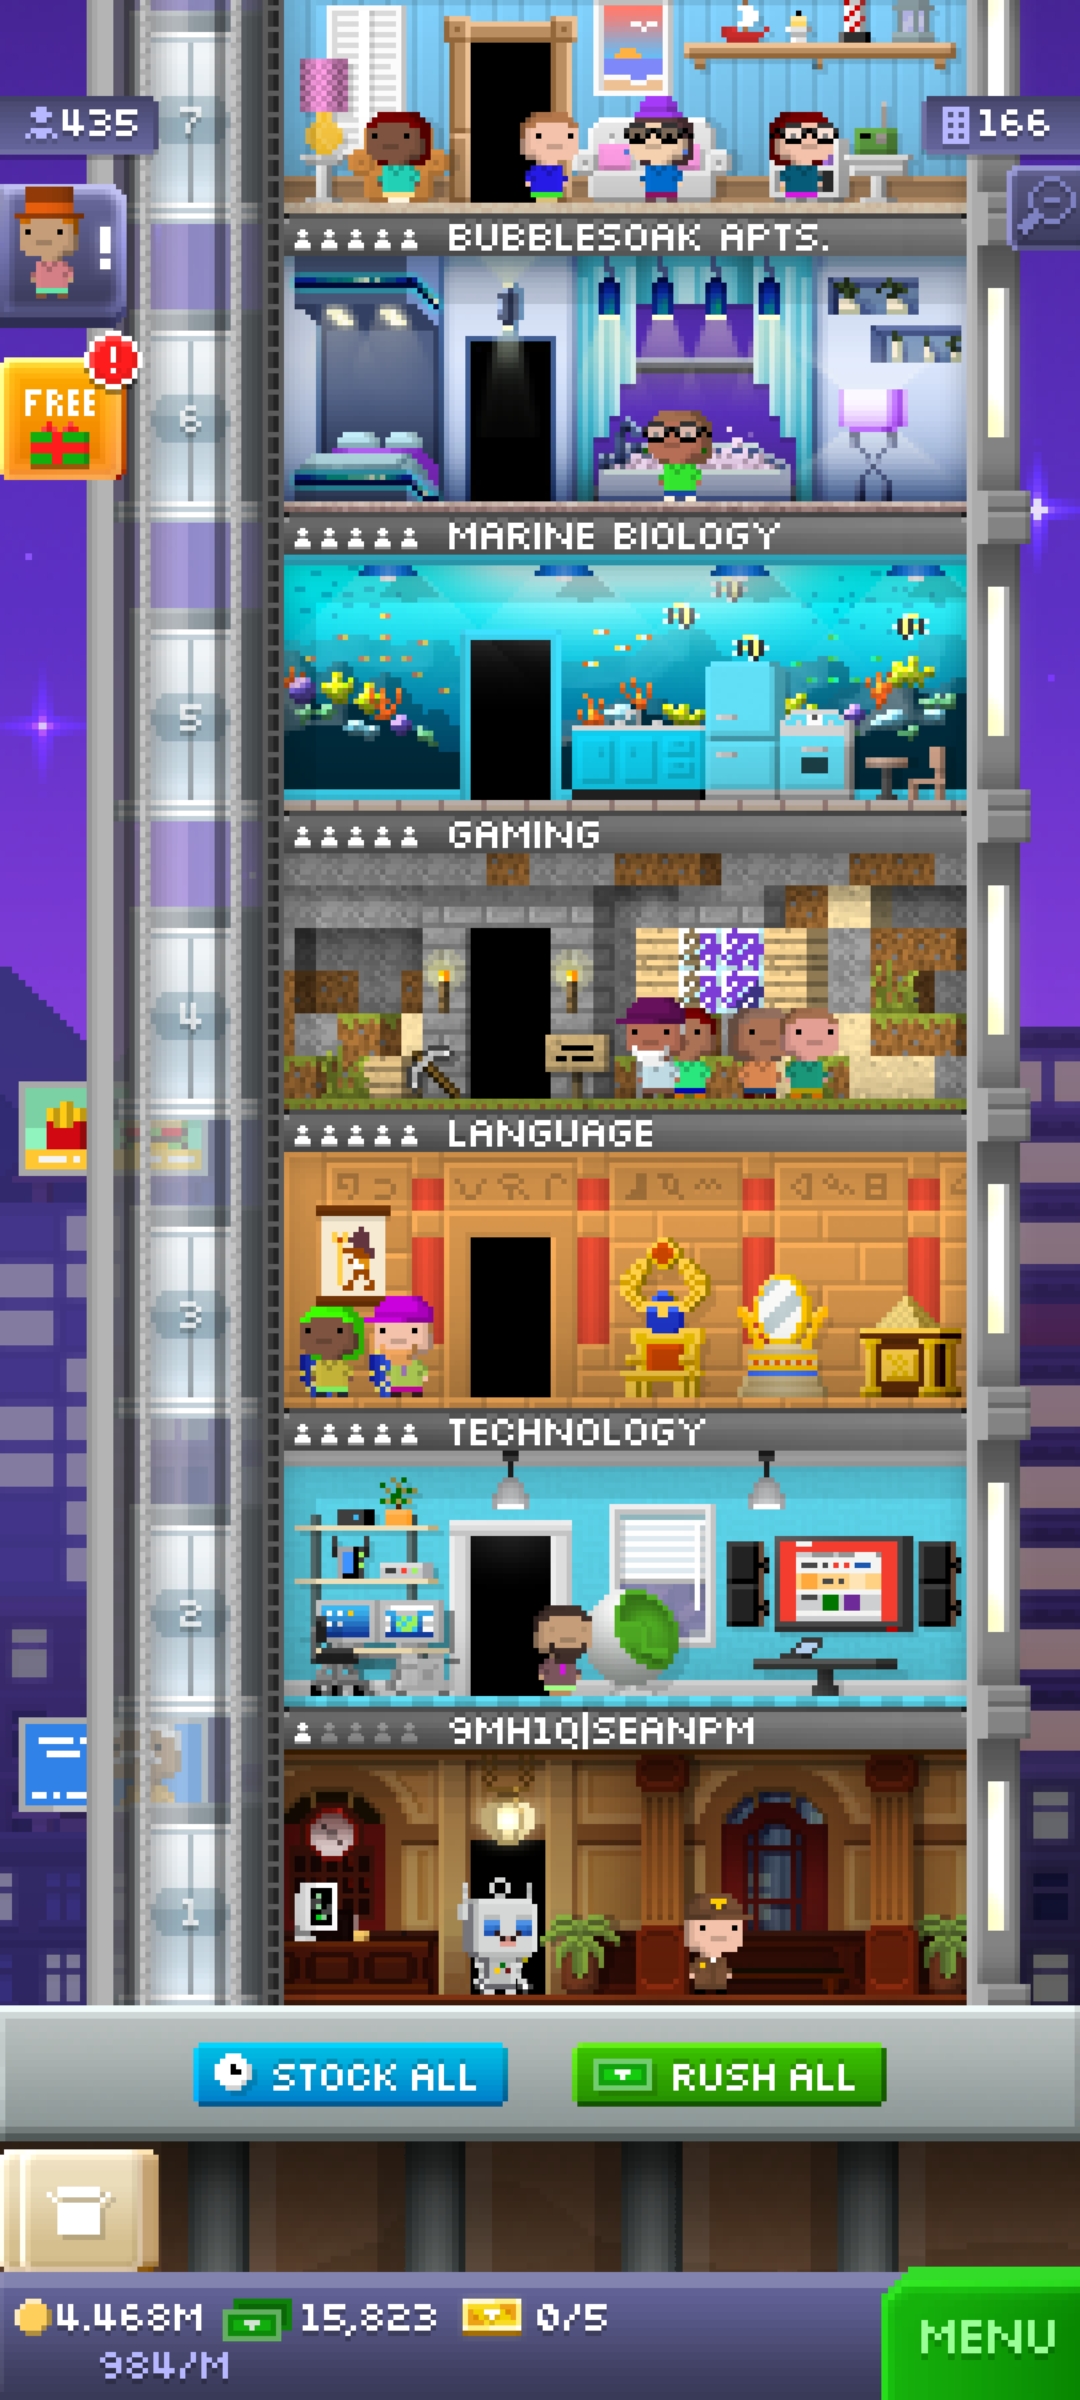 435
7
166
!
BUBBLESOAK APTS.
!
FREE
6
MARINE BIOLOGY
5
GAMING
4
LANGUAGE
3
TECHNOLOGY
2
9MH1Q|SEANPM
1
STOCK ALL
RUSH ALL
4.468M
15,823
0/5
984/M
MENU